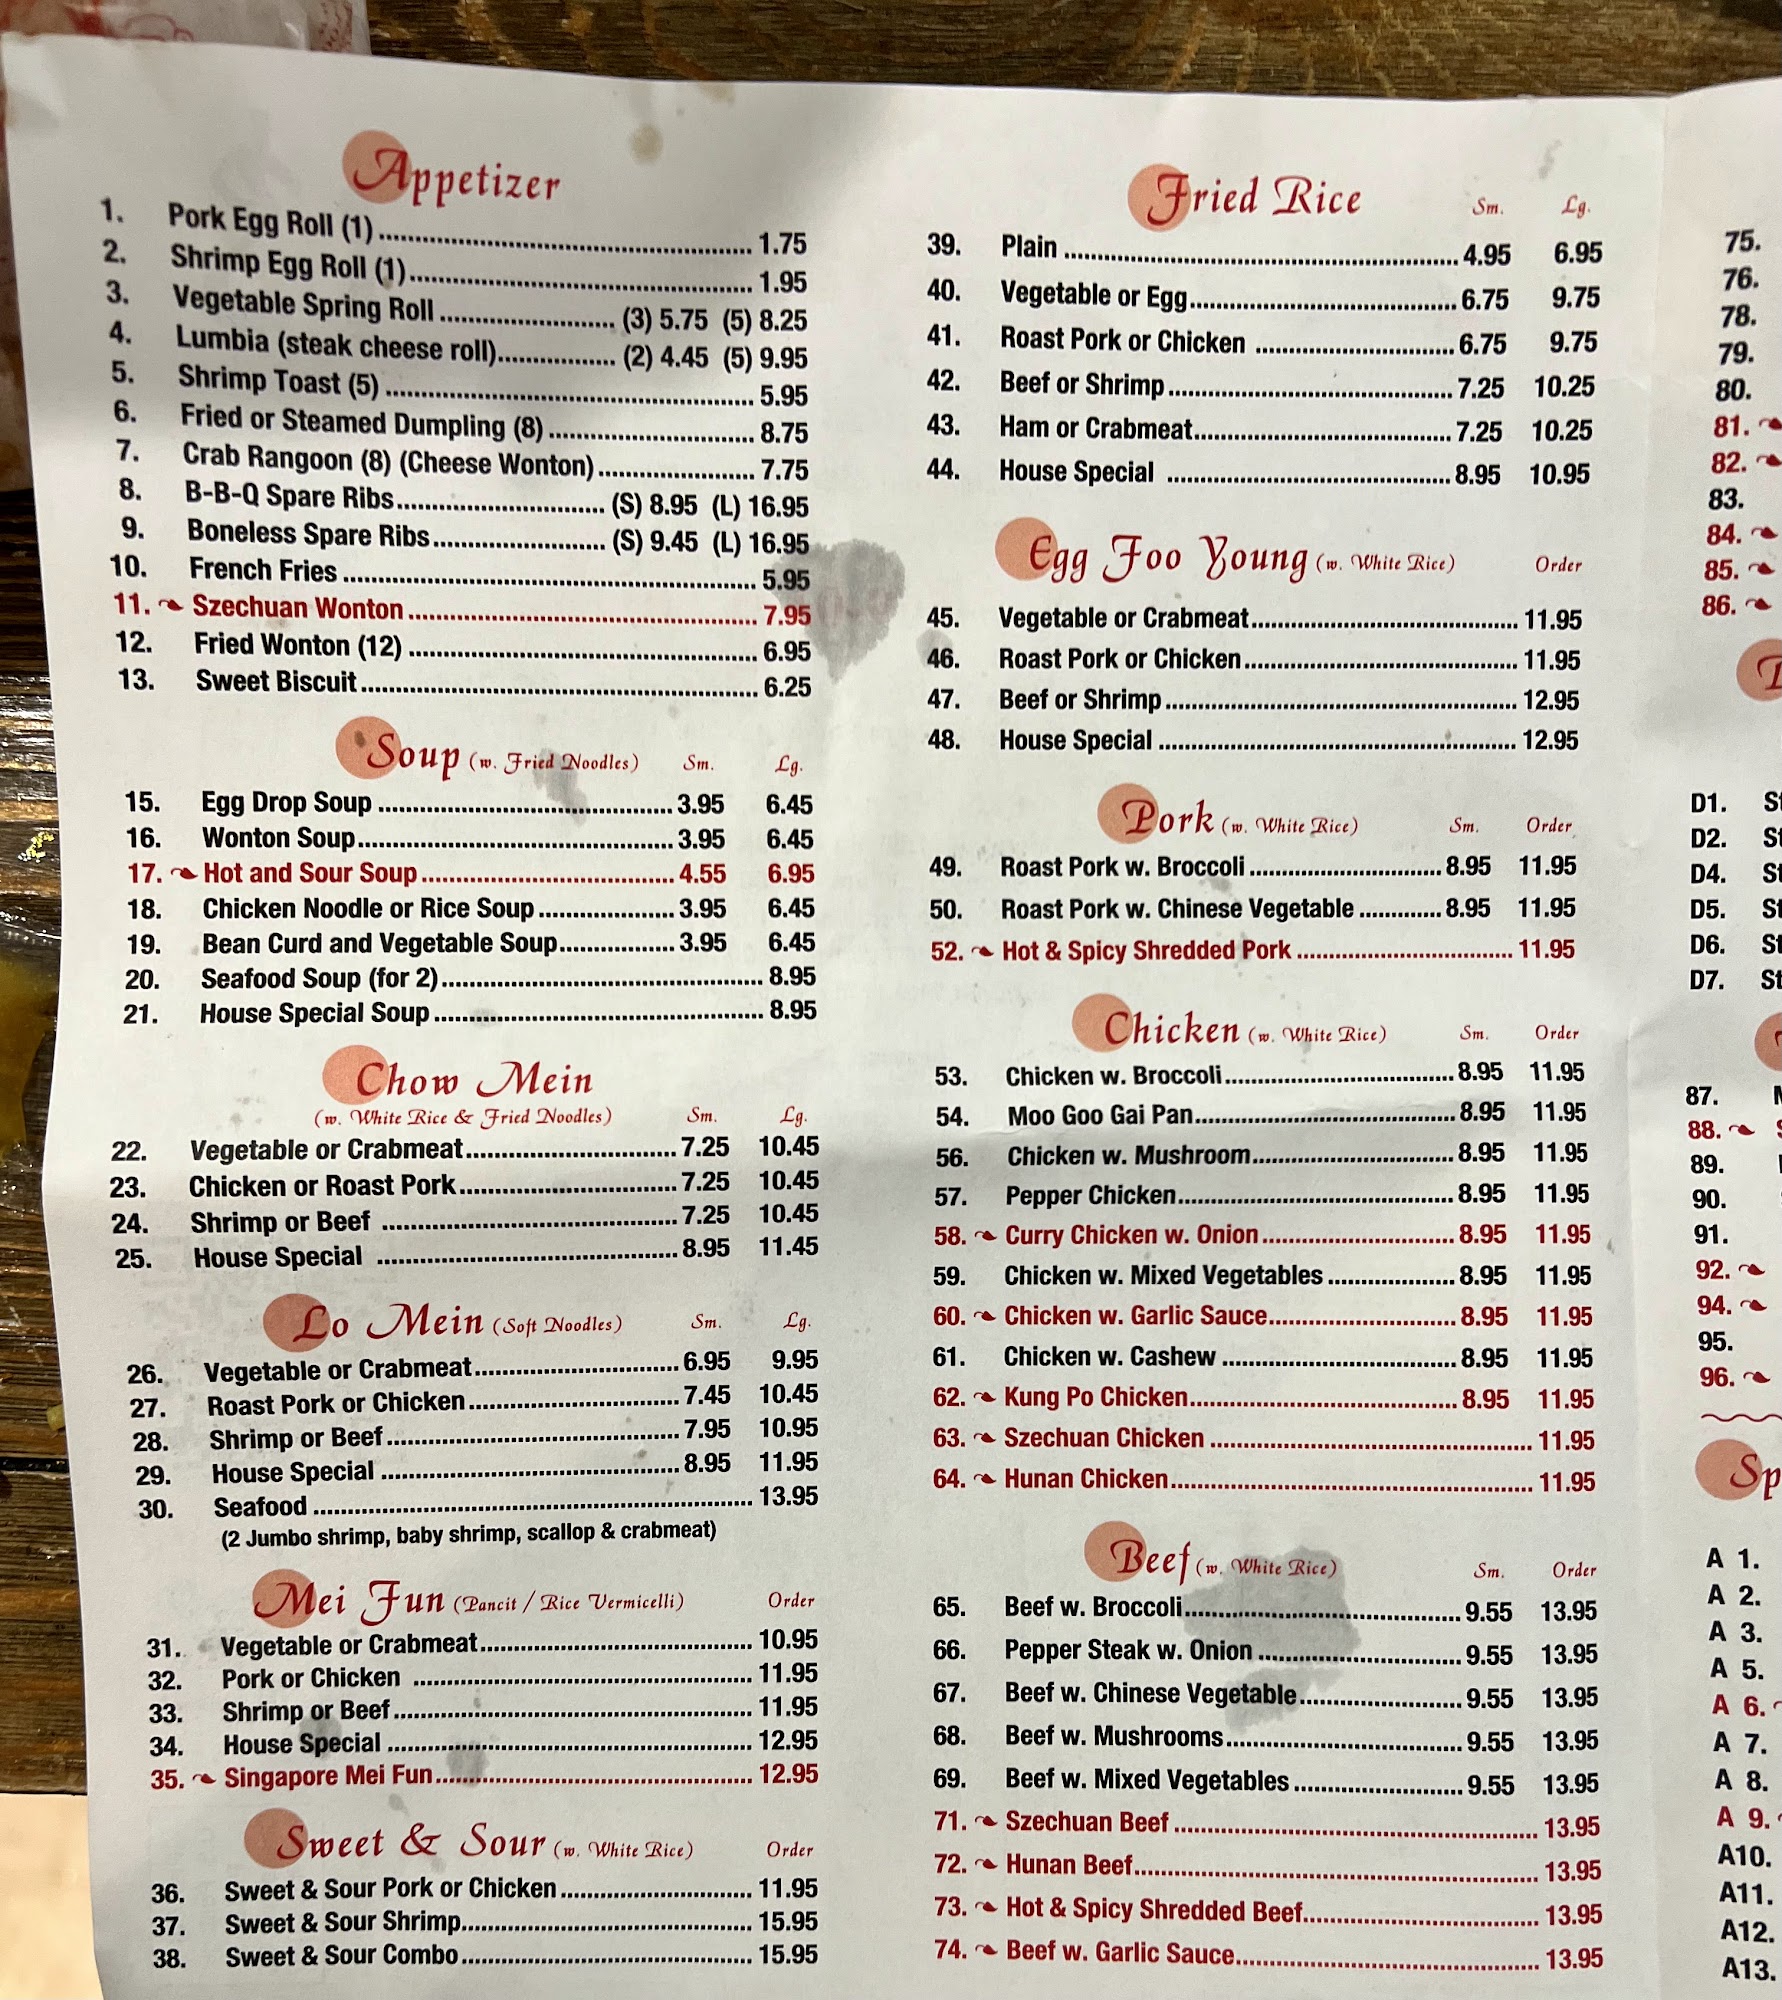 Appetizer
1. Pork Egg Roll (1) 1.75
2. Shrimp Egg Roll (1) 1.95
3. Vegetable Spring Roll (3) 5.75 (5) 8.25
4. Lumbia (steak cheese roll) (2) 4.45 (5) 9.95
5. Shrimp Toast (5) 5.95
6. Fried or Steamed Dumpling (8) 8.75
7. Crab Rangoon (8) (Cheese Wonton) 7.75
8. B-B-Q Spare Ribs (S) 8.95 (L) 16.95
9. Boneless Spare Ribs (S) 9.45 (L) 16.95
10. French Fries 5.95
11. Szechuan Wonton 7.95
12. Fried Wonton (12) 6.95
13. Sweet Biscuit 6.25
Soup (w. Fried Noodles) Sm. Lg.
15. Egg Drop Soup 3.95 6.45
16. Wonton Soup 3.95 6.45
17. Hot and Sour Soup 4.55 6.95
18. Chicken Noodle or Rice Soup 3.95 6.45
19. Bean Curd and Vegetable Soup 3.95 6.45
20. Seafood Soup (for 2) 8.95
21. House Special Soup 8.95
Chow Mein
(w. White Rice & Fried Noodles) Sm. Lg.
22. Vegetable or Crabmeat 7.25 10.45
23. Chicken or Roast Pork 7.25 10.45
24. Shrimp or Beef 7.25 10.45
25. House Special 8.95 11.45
Lo Mein (Soft Noodles) Sm. Lg.
26. Vegetable or Crabmeat 6.95 9.95
27. Roast Pork or Chicken 7.45 10.45
28. Shrimp or Beef 7.95 10.95
29. House Special 8.95 11.95
30. Seafood 13.95
(2 Jumbo shrimp, baby shrimp, scallop & crabmeat)
Mei Fun (Pancit / Rice Vermicelli) Order
31. Vegetable or Crabmeat 10.95
32. Pork or Chicken 11.95
33. Shrimp or Beef 11.95
34. House Special 12.95
35. Singapore Mei Fun 12.95
Sweet & Sour (w. White Rice) Order
36. Sweet & Sour Pork or Chicken 11.95
37. Sweet & Sour Shrimp 15.95
38. Sweet & Sour Combo 15.95
Fried Rice Sm. Lg.
39. Plain 4.95 6.95
40. Vegetable or Egg 6.75 9.75
41. Roast Pork or Chicken 6.75 9.75
42. Beef or Shrimp 7.25 10.25
43. Ham or Crabmeat 7.25 10.25
44. House Special 8.95 10.95
Egg Foo Young (w. White Rice) Order
45. Vegetable or Crabmeat 11.95
46. Roast Pork or Chicken 11.95
47. Beef or Shrimp 12.95
48. House Special 12.95
Pork (w. White Rice) Sm. Order
49. Roast Pork w. Broccoli 8.95 11.95
50. Roast Pork w. Chinese Vegetable 8.95 11.95
52. Hot & Spicy Shredded Pork 11.95
Chicken (w. White Rice) Sm. Order
53. Chicken w. Broccoli 8.95 11.95
54. Moo Goo Gai Pan 8.95 11.95
56. Chicken w. Mushroom 8.95 11.95
57. Pepper Chicken 8.95 11.95
58. Curry Chicken w. Onion 8.95 11.95
59. Chicken w. Mixed Vegetables 8.95 11.95
60. Chicken w. Garlic Sauce 8.95 11.95
61. Chicken w. Cashew 8.95 11.95
62. Kung Po Chicken 8.95 11.95
63. Szechuan Chicken 11.95
64. Hunan Chicken 11.95
Beef (w. White Rice) Sm. Order
65. Beef w. Broccoli 9.55 13.95
66. Pepper Steak w. Onion 9.55 13.95
67. Beef w. Chinese Vegetable 9.55 13.95
68. Beef w. Mushrooms 9.55 13.95
69. Beef w. Mixed Vegetables 9.55 13.95
71. Szechuan Beef 13.95
72. Hunan Beef 13.95
73. Hot & Spicy Shredded Beef 13.95
74. Beef w. Garlic Sauce 13.95
75.
76.
78.
79.
80.
81.
82.
83.
84.
85.
86.
D1. St
D2. St
D4. St
D5. St
D6. St
D7. St
87.
88.
89.
90.
91.
92.
94.
95.
96.
Sp
A 1.
A 2.
A 3.
A 5.
A 6.
A 7.
A 8.
A 9.
A10.
A11.
A12.
A13.